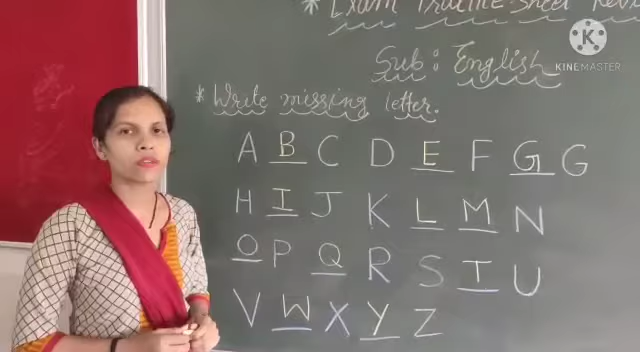 * Exam Practice Sheet
Sub: English
KINEMASTER
* Write missing letter.
A B C D E F G G
H I J K L M N
O P Q R S T U
V W X Y Z